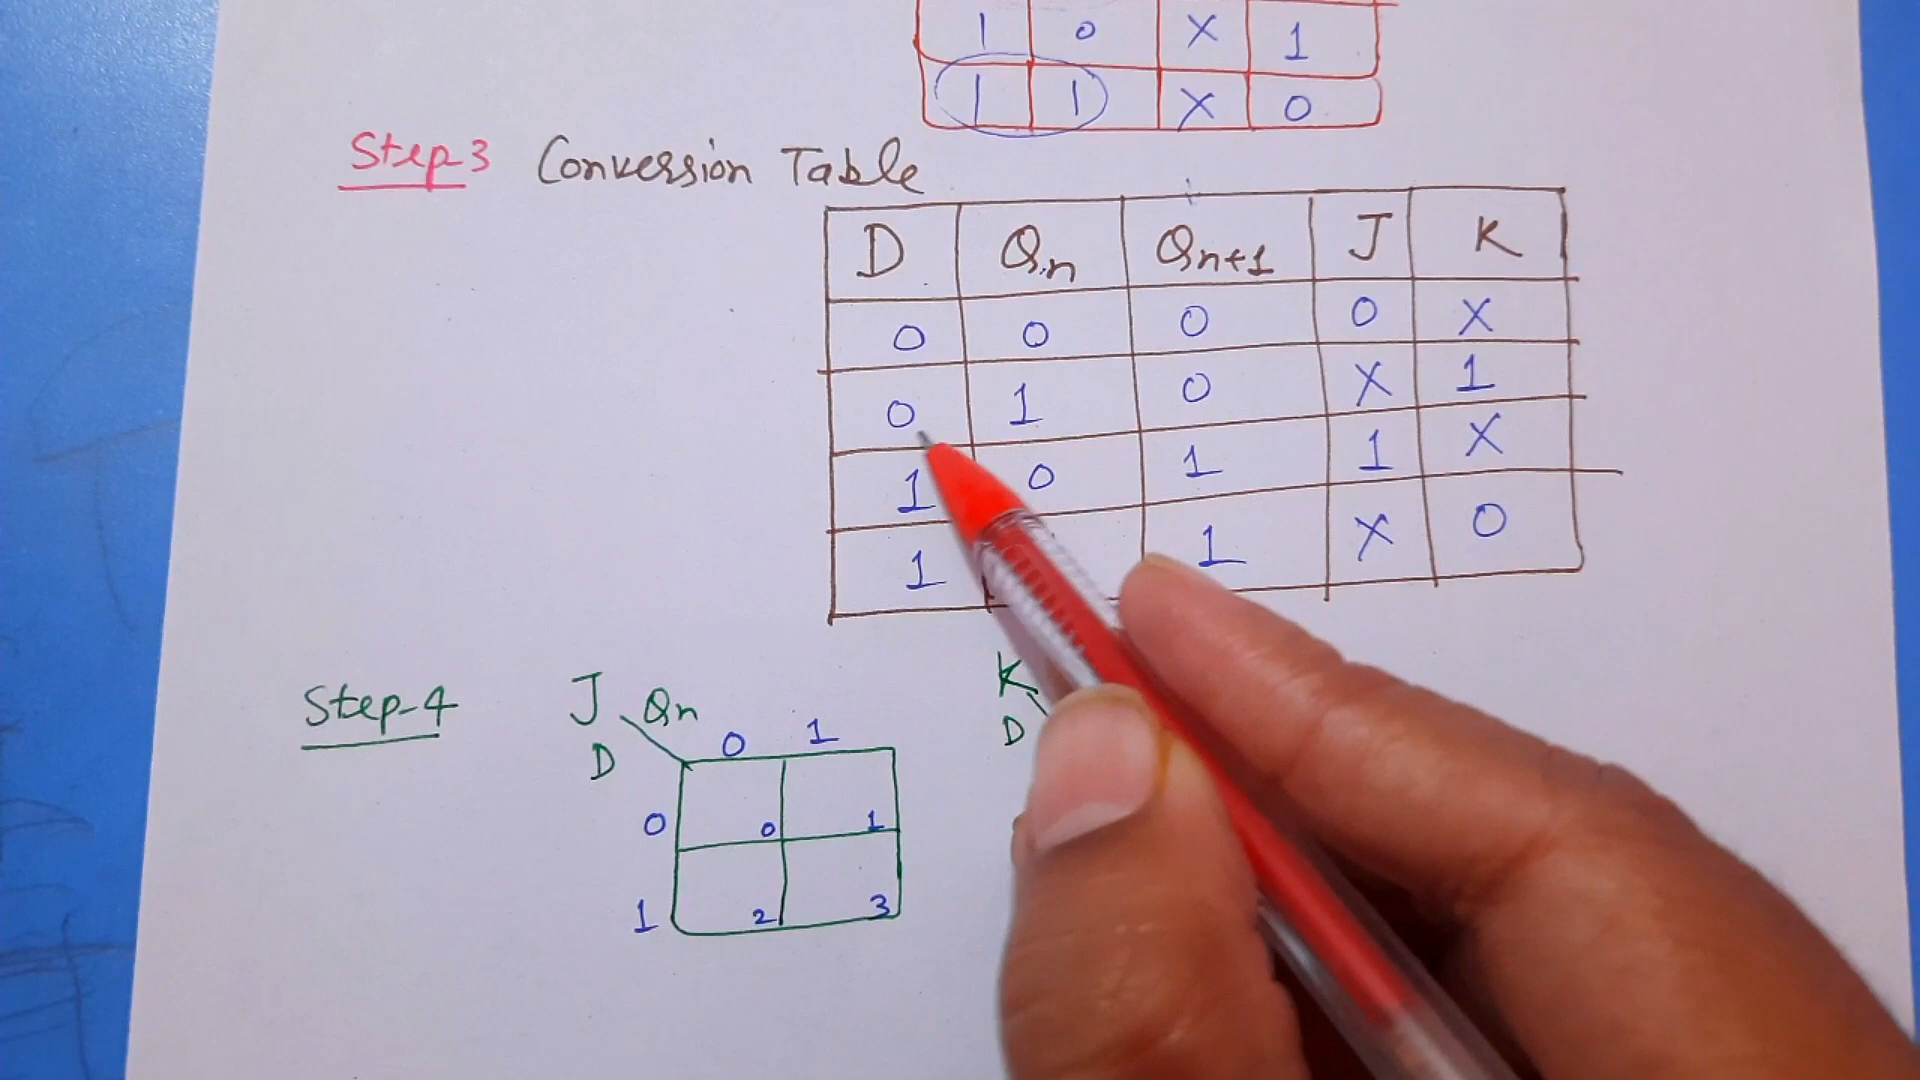 1 0 X 1
1 1 X 0
Step-3 Conversion Table
D Qn Qn+1 J K
0 0 0 0 X
0 1 0 X 1
1 0 1 1 X
1 1 X 0
Step-4 J Qn K
D D
0 1
0 0 1
1 2 3